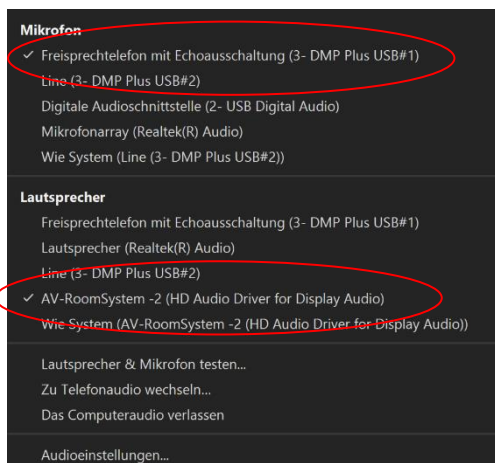 Mikrofon
Freisprechtelefon mit Echoausschaltung (3- DMP Plus USB#1)
Line (3- DMP Plus USB#2)
Digitale Audioschnittstelle (2- USB Digital Audio)
Mikrofonarray (Realtek(R) Audio)
Wie System (Line (3- DMP Plus USB#2))
Lautsprecher
Freisprechtelefon mit Echoausschaltung (3- DMP Plus USB#1)
Lautsprecher (Realtek(R) Audio)
Line (3- DMP Plus USB#2)
AV-RoomSystem -2 (HD Audio Driver for Display Audio)
Wie System (AV-RoomSystem -2 (HD Audio Driver for Display Audio))
Lautsprecher & Mikrofon testen...
Zu Telefonaudio wechseln...
Das Computeraudio verlassen
Audioeinstellungen...